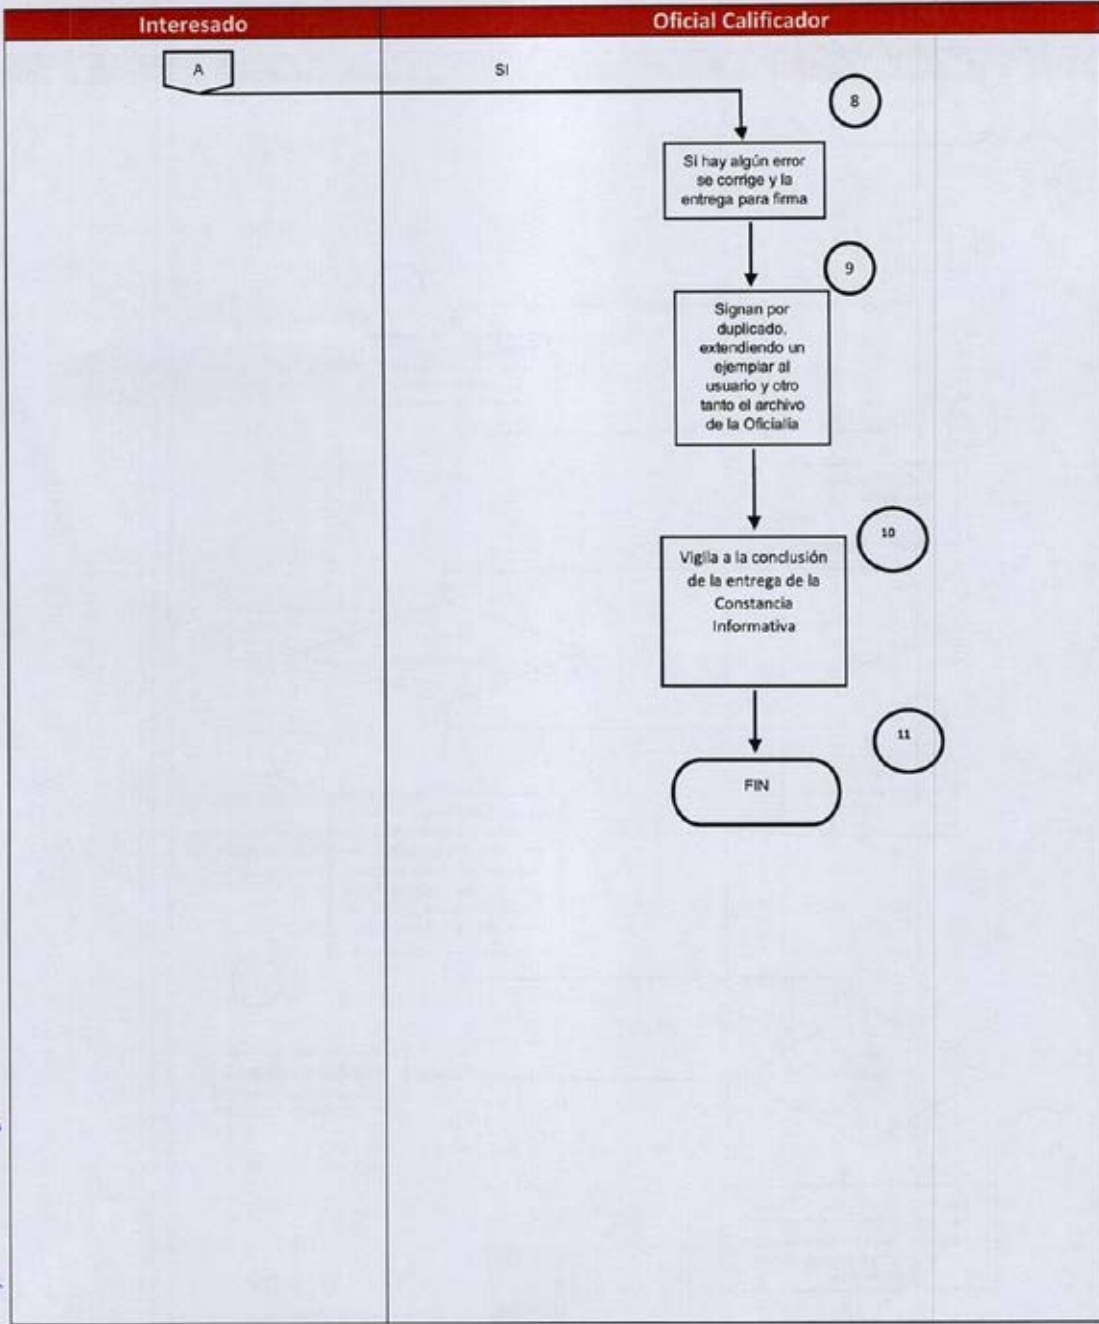 Interesado
Oficial Calificador
A
SI
8
Si hay algún error
se corrige y la
entrega para firma
9
Signan por
duplicado,
extendiendo un
ejemplar al
usuario y otro
tanto el archivo
de la Oficialía
10
Vigila a la conclusión
de la entrega de la
Constancia
Informativa
11
FIN